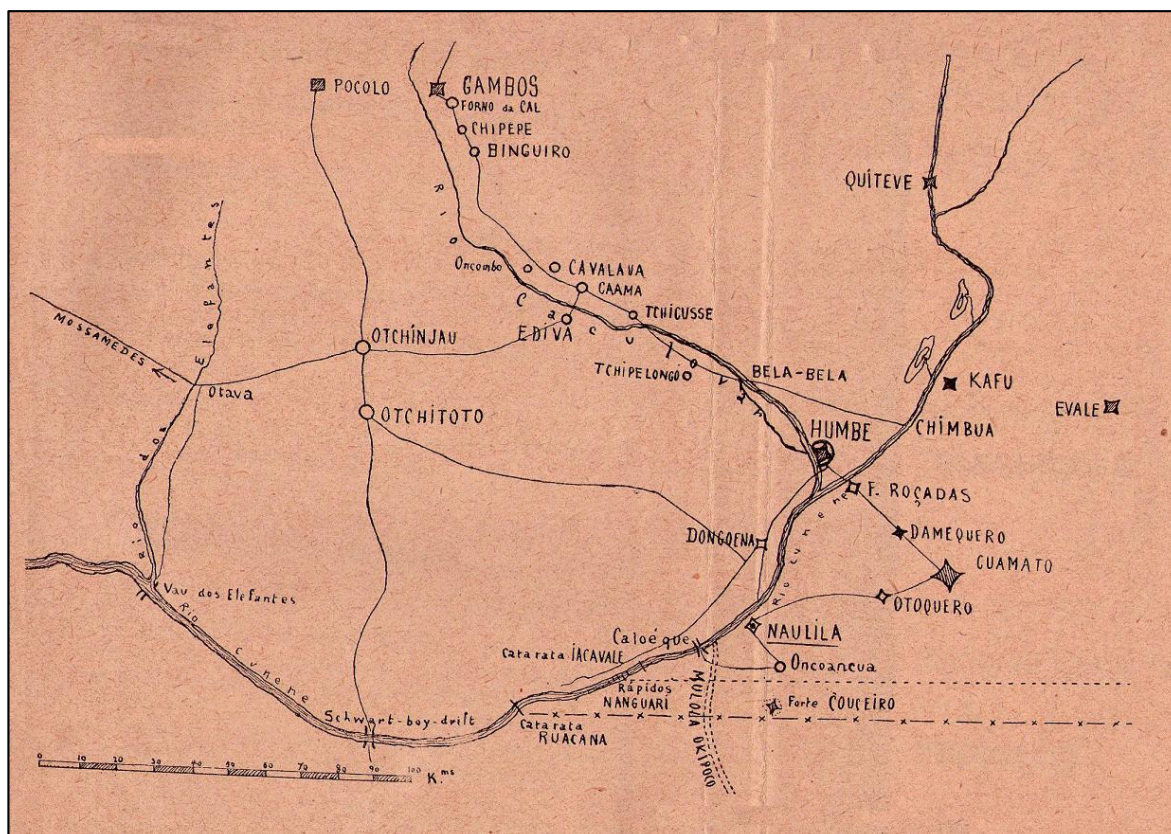 POCOLO
GAMBOS
FORNO da CAL
CHIPEPE
BINGUIRO
QUITEVE
Rio Caculovar
Rio dos Elefantes
Oncombo
CAVALAVA
CAAMA
TCHICUSSE
EDIVA
MOSSAMEDES
OTCHINJAU
Otava
TCHIPELONGO
BELA-BELA
KAFU
EVALE
OTCHITOTO
CHIMBUA
HUMBE
F. ROÇADAS
DONGOENA
DAMEQUERO
CUAMATO
Rio Cunene
Vau dos Elefantes
OTOQUERO
NAULILA
Rio Cunene
Caloéque
Catarata IACAVALE
Oncoancua
Rápidos
NANGUARI
Forte COUCEIRO
Schwart-boy-drift
Catarata
RUACANA
MULOLA OKIPOCO
0 10 20 30 40 50 60 70 80 90 100 K.ms